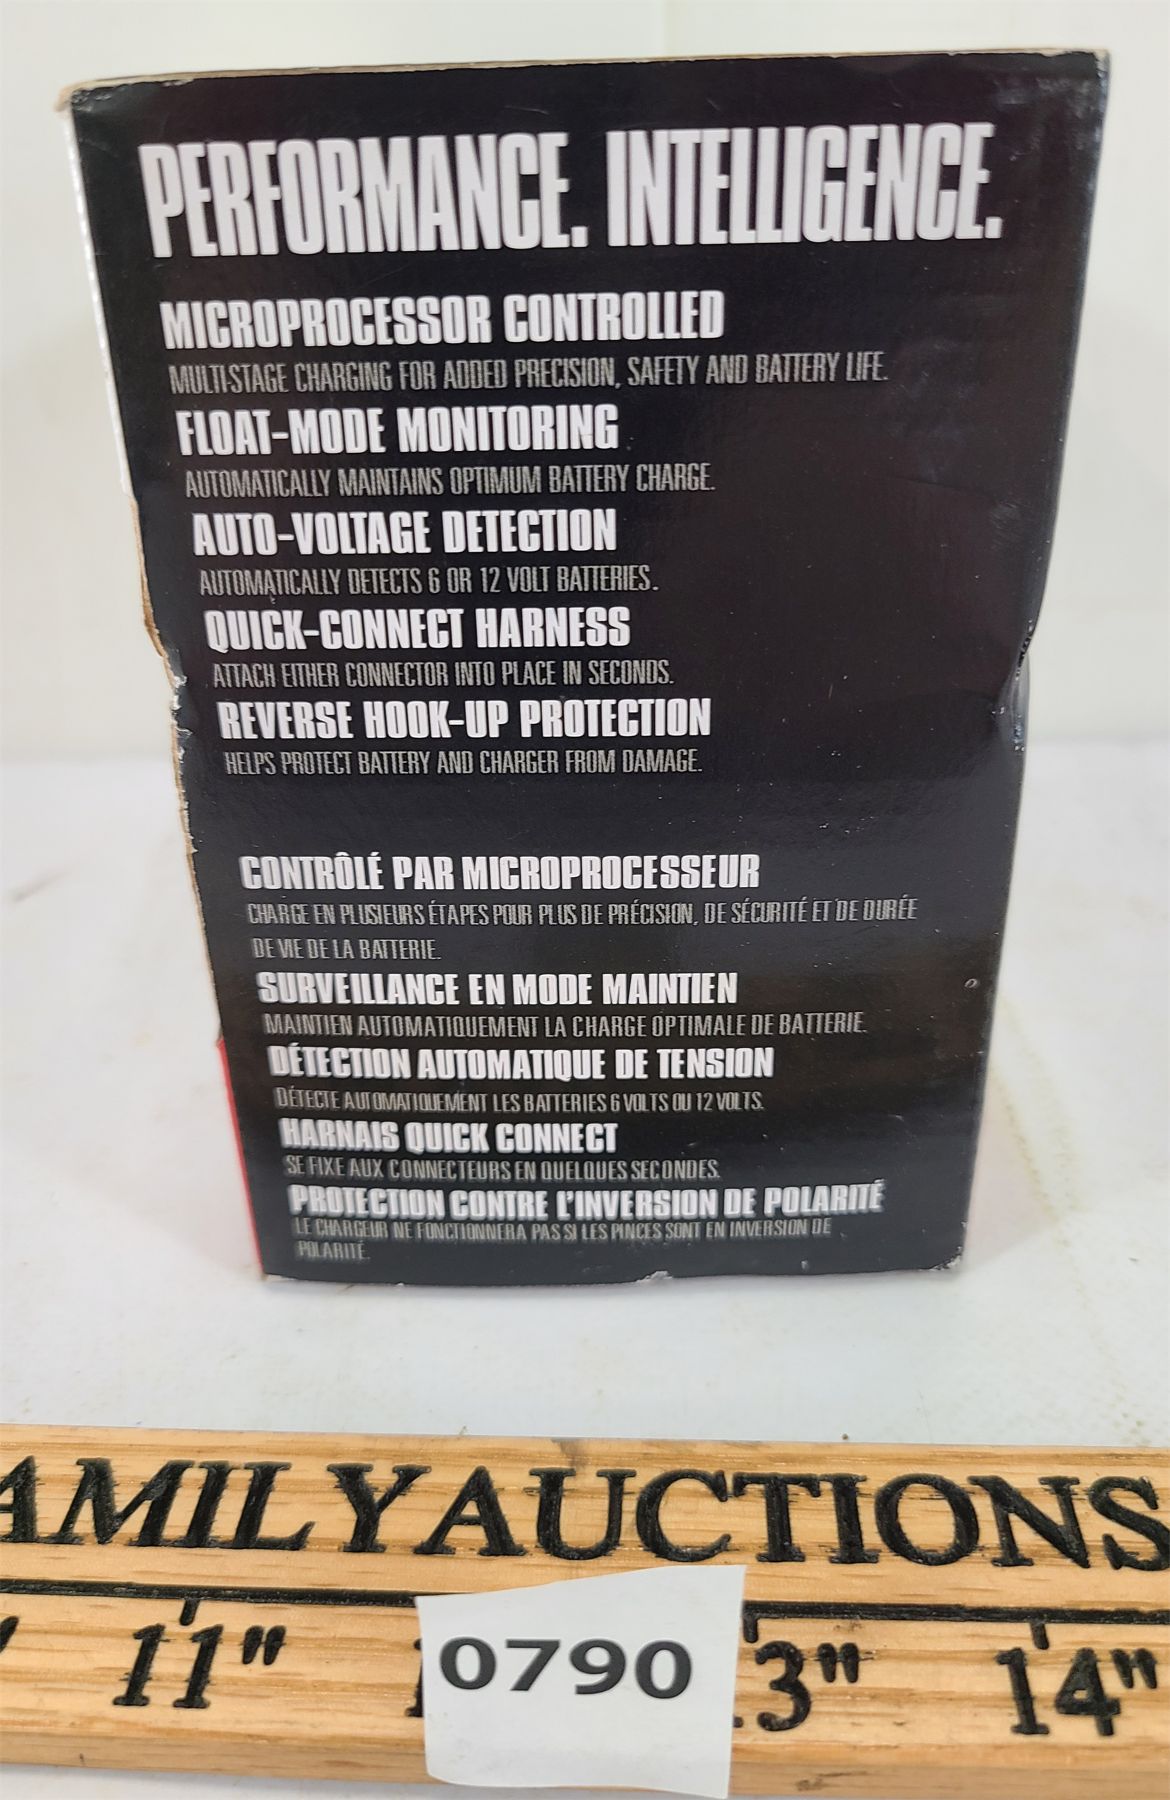 PERFORMANCE. INTELLIGENCE.
MICROPROCESSOR CONTROLLED
MULTI-STAGE CHARGING FOR ADDED PRECISION, SAFETY AND BATTERY LIFE.
FLOAT-MODE MONITORING
AUTOMATICALLY MAINTAINS OPTIMUM BATTERY CHARGE.
AUTO-VOLTAGE DETECTION
AUTOMATICALLY DETECTS 6 OR 12 VOLT BATTERIES.
QUICK-CONNECT HARNESS
ATTACH EITHER CONNECTOR INTO PLACE IN SECONDS.
REVERSE HOOK-UP PROTECTION
HELPS PROTECT BATTERY AND CHARGER FROM DAMAGE.
CONTRÔLÉ PAR MICROPROCESSEUR
CHARGE EN PLUSIEURS ÉTAPES POUR PLUS DE PRÉCISION, DE SÉCURITÉ ET DE DURÉE
DE VIE DE LA BATTERIE.
SURVEILLANCE EN MODE MAINTIEN
MAINTIEN AUTOMATIQUEMENT LA CHARGE OPTIMALE DE BATTERIE.
DÉTECTION AUTOMATIQUE DE TENSION
DÉTECTE AUTOMATIQUEMENT LES BATTERIES 6 VOLTS OU 12 VOLTS.
HARNAIS QUICK CONNECT
SE FIXE AUX CONNECTEURS EN QUELQUES SECONDES.
PROTECTION CONTRE L'INVERSION DE POLARITÉ
LE CHARGEUR NE FONCTIONNERA PAS SI LES PINCES SONT EN INVERSION DE
POLARITÉ.
AMILY AUCTIONS
11" 3" 14"
0790